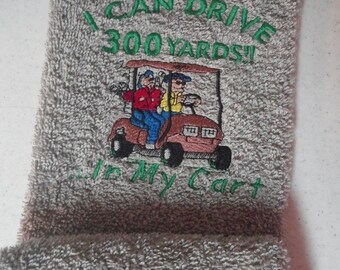 I CAN DRIVE
300 YARDS!!
...In My Cart